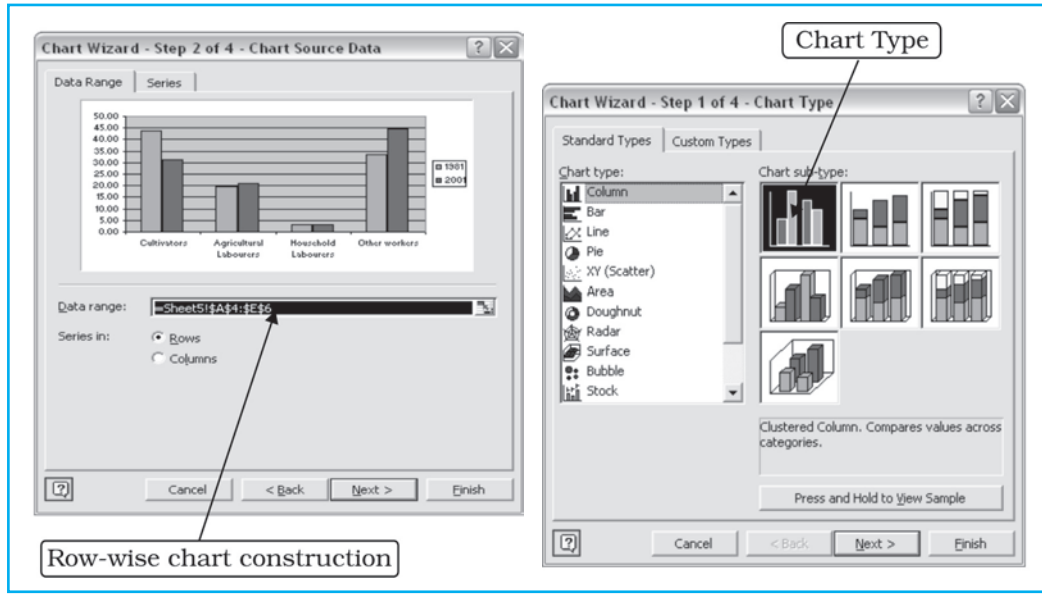 Chart Wizard - Step 2 of 4 - Chart Source Data
Data Range
Series
50.00
45.00
40.00
35.00
30.00
25.00
20.00
15.00
10.00
5.00
0.00
Cultivators
Agricultural
Labourers
Household
Labourers
Other workers
1981
2001
Data range:
=Sheet5!$A$4:$E$6
Series in:
Rows
Columns
Cancel
< Back
Next >
Finish
Row-wise chart construction
Chart Type
Chart Wizard - Step 1 of 4 - Chart Type
Standard Types
Custom Types
Chart type:
Column
Bar
Line
Pie
XY (Scatter)
Area
Doughnut
Radar
Surface
Bubble
Stock
Chart sub-type:
Clustered Column. Compares values across
categories.
Press and Hold to View Sample
Cancel
< Back
Next >
Finish